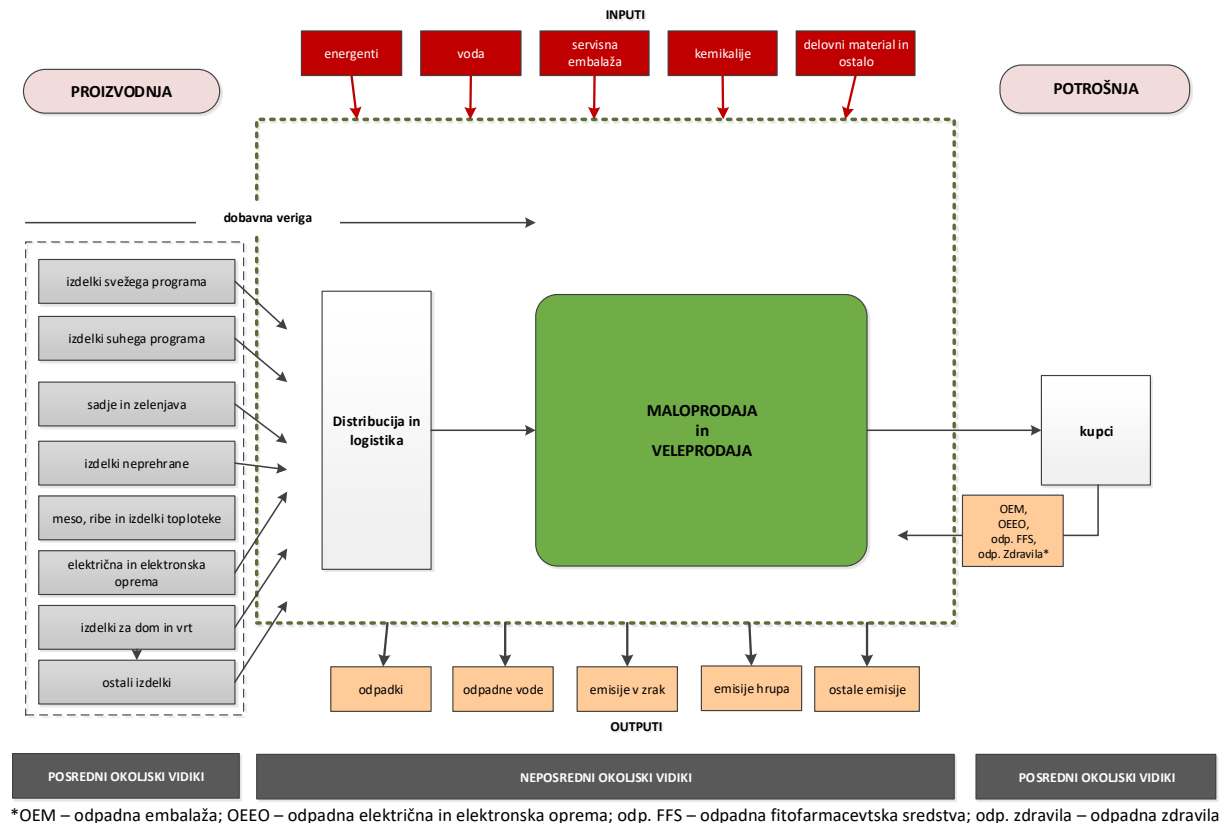 INPUTI
energenti
voda
servisna
embalaža
kemikalije
delovni material in
ostalo
PROIZVODNJA
POTROŠNJA
dobavna veriga
izdelki svežega programa
izdelki suhega programa
sadje in zelenjava
izdelki neprehrane
meso, ribe in izdelki toploteke
električna in elektronska
oprema
izdelki za dom in vrt
ostali izdelki
Distribucija in
logistika
MALOPRODAJA
in
VELEPRODAJA
kupci
OEM,
OEEO,
odp. FFS,
odp. Zdravila*
odpadki
odpadne vode
emisije v zrak
emisije hrupa
ostale emisije
OUTPUTI
POSREDNI OKOLJSKI VIDIKI
NEPOSREDNI OKOLJSKI VIDIKI
POSREDNI OKOLJSKI VIDIKI
*OEM – odpadna embalaža; OEEO – odpadna električna in elektronska oprema; odp. FFS – odpadna fitofarmacevtska sredstva; odp. zdravila – odpadna zdravila